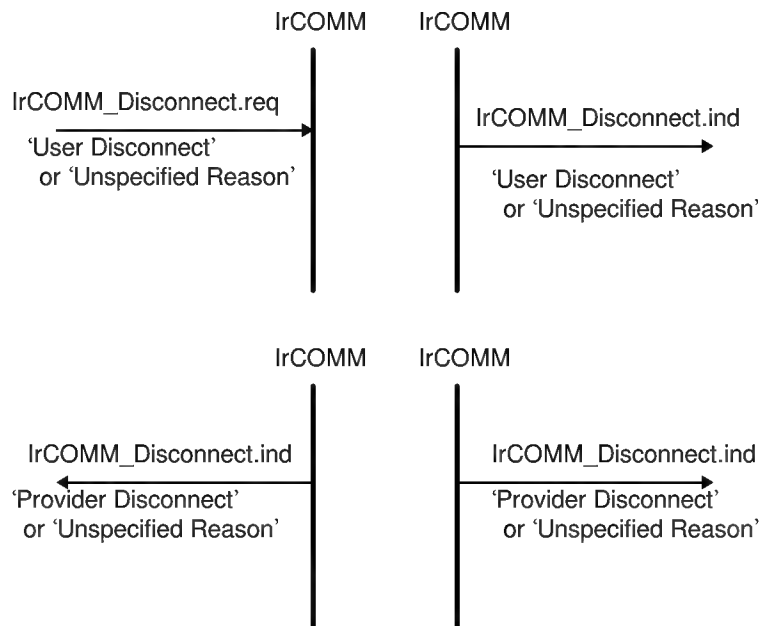 IrCOMM IrCOMM
IrCOMM_Disconnect.req
‘User Disconnect’
or ‘Unspecified Reason’
IrCOMM_Disconnect.ind
‘User Disconnect’
or ‘Unspecified Reason’
IrCOMM IrCOMM
IrCOMM_Disconnect.ind
‘Provider Disconnect’
or ‘Unspecified Reason’
IrCOMM_Disconnect.ind
‘Provider Disconnect’
or ‘Unspecified Reason’